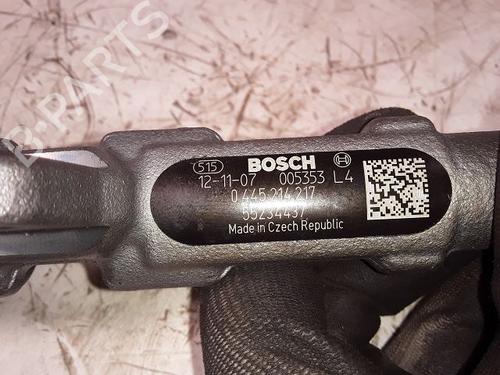 515 BOSCH
12-11-07 005353 L4
0 445 214 217
55234437
Made in Czech Republic
B-PARTS